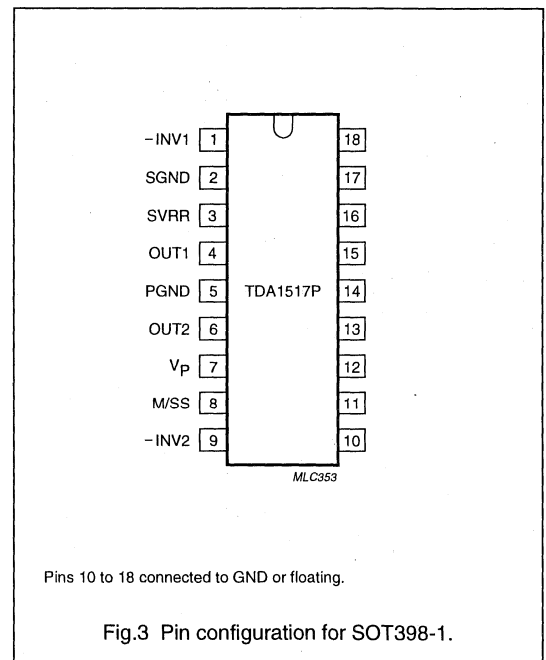 -INV1 1 18
SGND 2 17
SVRR 3 16
OUT1 4 15
PGND 5 TDA1517P 14
OUT2 6 13
VP 7 12
M/SS 8 11
-INV2 9 10
MLC353
Pins 10 to 18 connected to GND or floating.
Fig.3 Pin configuration for SOT398-1.